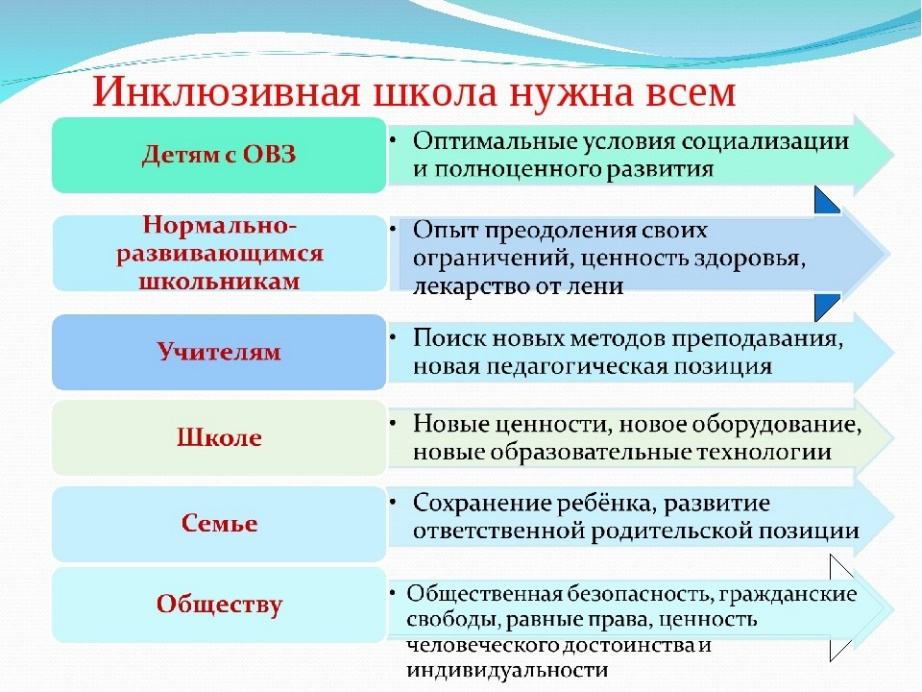 Инклюзивная школа нужна всем
Детям с ОВЗ
• Оптимальные условия социализации
и полноценного развития
Нормально-
развивающимся
школьникам
• Опыт преодоления своих
ограничений, ценность здоровья,
лекарство от лени
Учителям
• Поиск новых методов преподавания,
новая педагогическая позиция
Школе
• Новые ценности, новое оборудование,
новые образовательные технологии
Семье
• Сохранение ребёнка, развитие
ответственной родительской позиции
Обществу
• Общественная безопасность, гражданские
свободы, равные права, ценность
человеческого достоинства и
индивидуальности